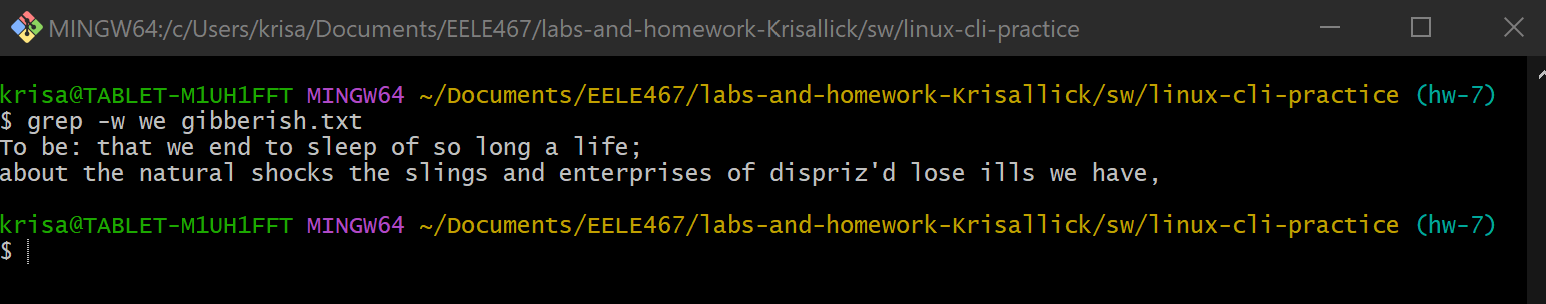 MINGW64:/c/Users/krisa/Documents/EELE467/labs-and-homework-Krisallick/sw/linux-cli-practice
krisa@TABLET-M1UH1FFT MINGW64 ~/Documents/EELE467/labs-and-homework-Krisallick/sw/linux-cli-practice (hw-7)
$ grep -w we gibberish.txt
To be: that we end to sleep of so long a life;
about the natural shocks the slings and enterprises of dispriz'd lose ills we have,
krisa@TABLET-M1UH1FFT MINGW64 ~/Documents/EELE467/labs-and-homework-Krisallick/sw/linux-cli-practice (hw-7)
$